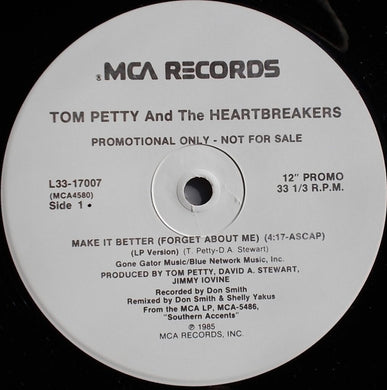 ® MCA RECORDS
TOM PETTY And The HEARTBREAKERS
PROMOTIONAL ONLY - NOT FOR SALE
L33-17007
(MCA4580)
Side 1 •
12" PROMO
33 1/3 R.P.M.
MAKE IT BETTER (FORGET ABOUT ME) (4:17-ASCAP)
(LP Version) (T. Petty-D.A. Stewart)
Gone Gator Music/Blue Network Music, Inc.
PRODUCED BY TOM PETTY, DAVID A. STEWART,
JIMMY IOVINE
Recorded by Don Smith
Remixed by Don Smith & Shelly Yakus
From the MCA LP, MCA-5486,
"Southern Accents"
℗ 1985
MCA RECORDS, INC.